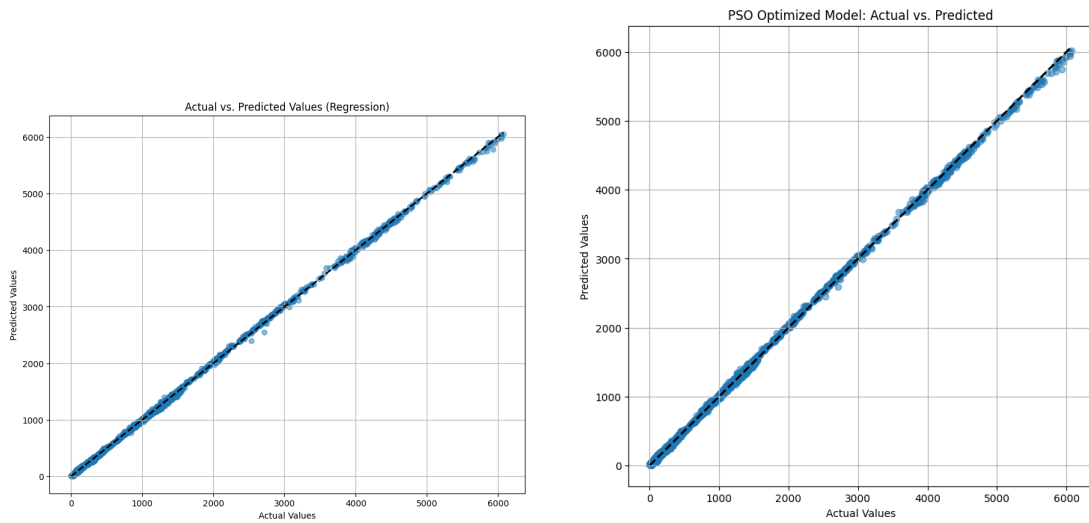 Actual vs. Predicted Values (Regression)
6000
5000
4000
3000
2000
1000
0
Predicted Values
0 1000 2000 3000 4000 5000 6000
Actual Values
PSO Optimized Model: Actual vs. Predicted
6000
5000
4000
3000
2000
1000
0
Predicted Values
0 1000 2000 3000 4000 5000 6000
Actual Values